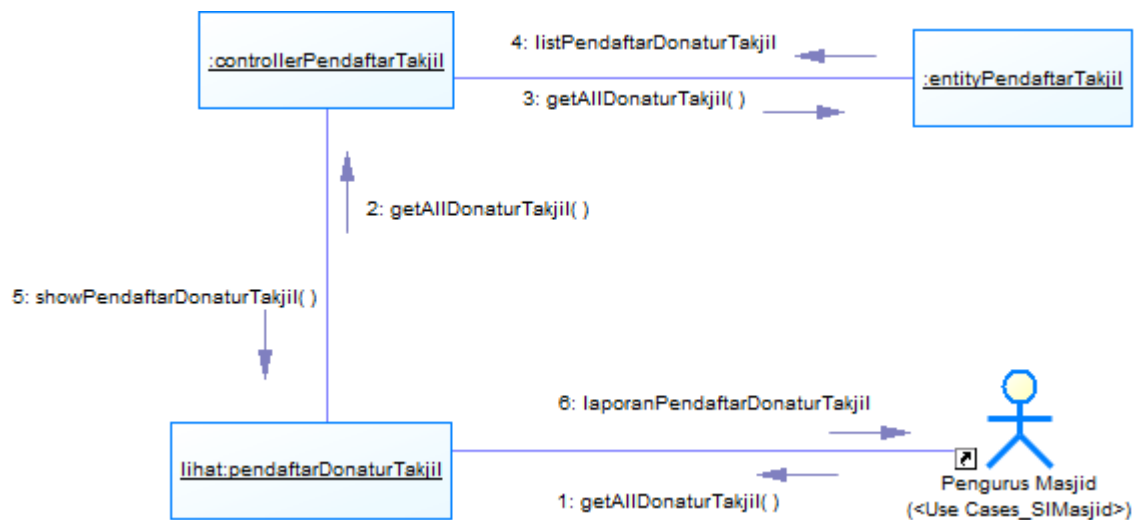 4: listPendaftarDonaturTakjil
:controllerPendaftarTakjil
:entityPendaftarTakjil
3: getAllDonaturTakjil( )
2: getAllDonaturTakjil( )
5: showPendaftarDonaturTakjil( )
6: laporanPendaftarDonaturTakjil
lihat:pendaftarDonaturTakjil
1: getAllDonaturTakjil( )
Pengurus Masjid
(<Use Cases_SIMasjid>)